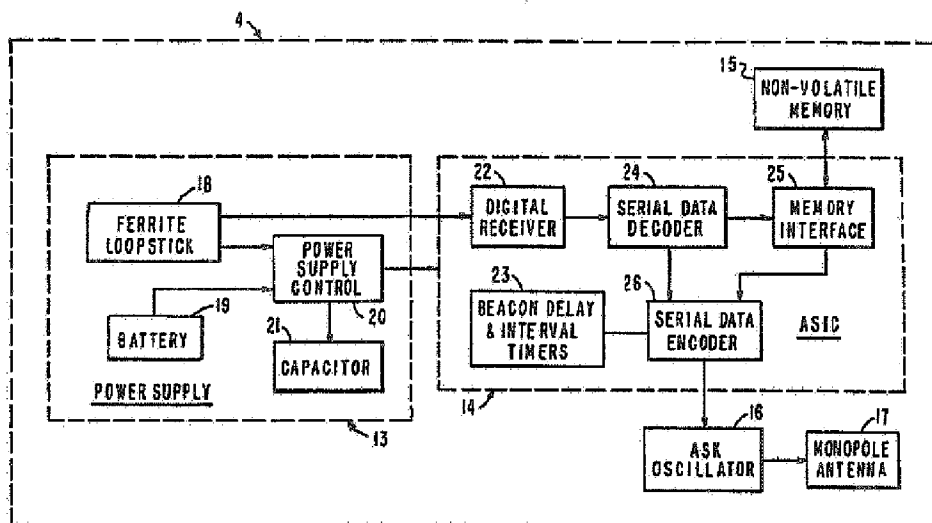 4
15
NON-VOLATILE
MEMORY
18
FERRITE
LOOPSTICK
POWER
SUPPLY
CONTROL
20
BATTERY
19
21
CAPACITOR
POWER SUPPLY
13
22
DIGITAL
RECEIVER
24
SERIAL DATA
DECODER
25
MEMORY
INTERFACE
23
BEACON DELAY
& INTERVAL
TIMERS
26
SERIAL DATA
ENCODER
ASIC
14
16
ASK
OSCILLATOR
17
MONOPOLE
ANTENNA